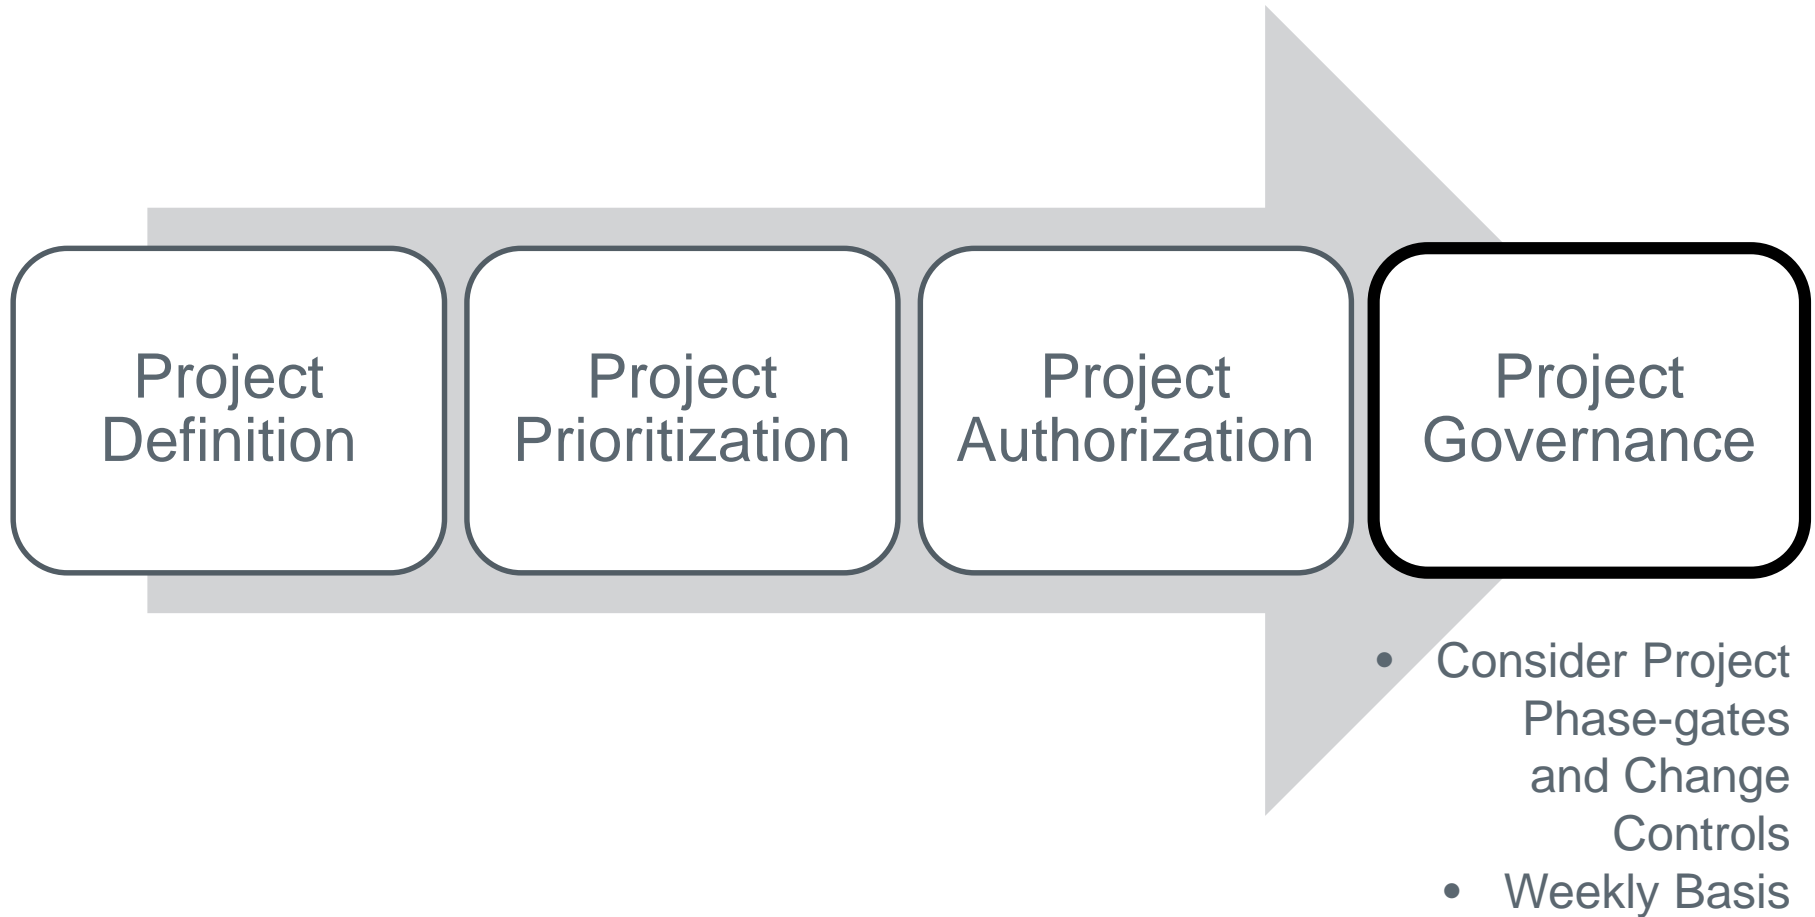 Project
Definition
Project
Prioritization
Project
Authorization
Project
Governance
• Consider Project
Phase-gates
and Change
Controls
• Weekly Basis